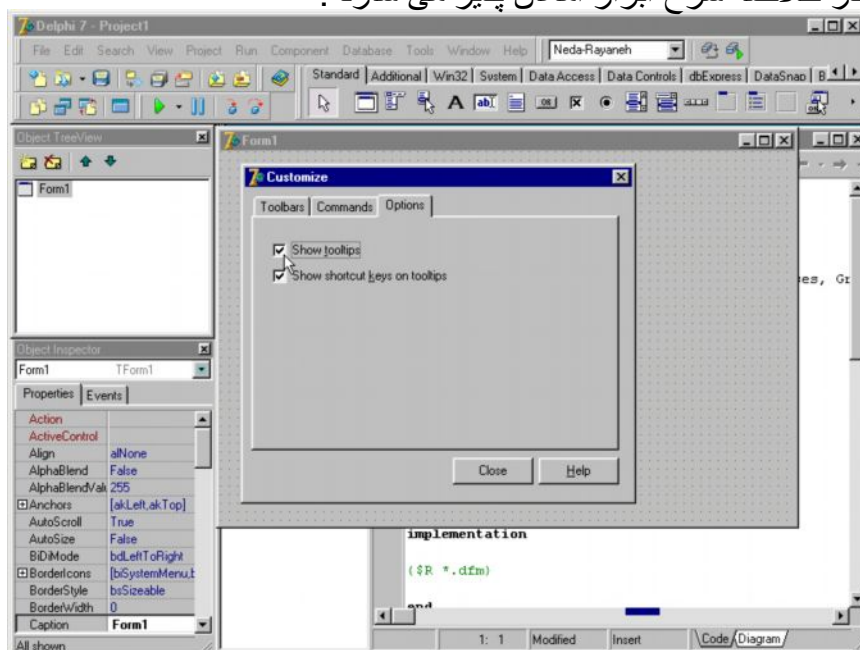 Delphi 7 - Project1
File Edit Search View Project Run Component Database Tools Window Help Neda-Rayaneh
Standard Additional Win32 System Data Access Data Controls dbExpress DataSnap B
Object TreeView
Form1
Form1
Customize
Toolbars Commands Options
Show tooltips
Show shortcut keys on tooltips
Close Help
Object Inspector
Form1 TForm1
Properties Events
Action
ActiveControl
Align alNone
AlphaBlend False
AlphaBlendVal 255
Anchors [akLeft,akTop]
AutoScroll True
AutoSize False
BiDiMode bdLeftToRight
BorderIcons [biSystemMenu,
BorderStyle bsSizeable
BorderWidth 0
Caption Form1
All shown
es, Gr
implementation
($R *.dfm)
end
1: 1 Modified Insert Code Diagram